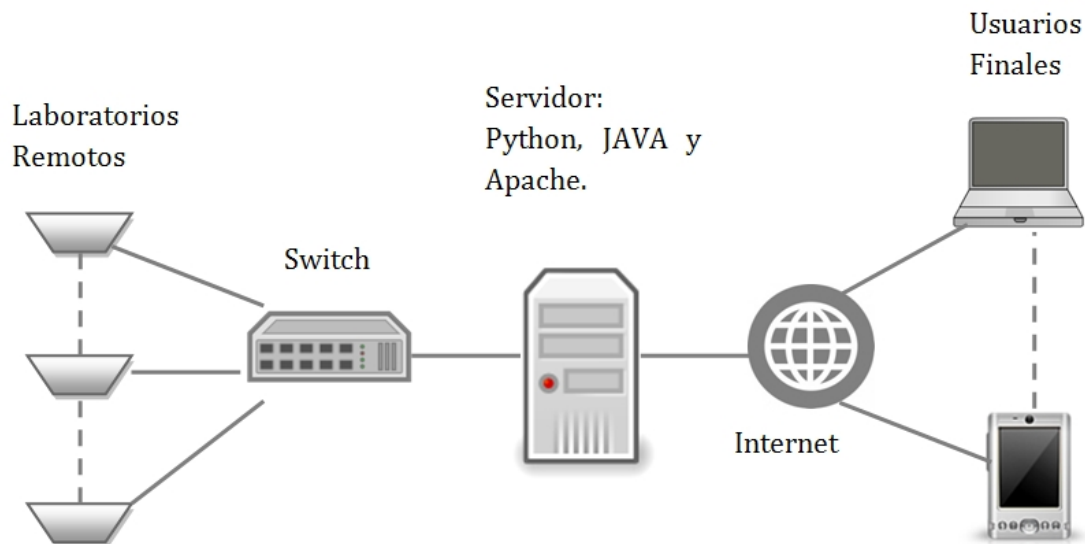 Usuarios
Finales
Laboratorios
Remotos
Servidor:
Python, JAVA y
Apache.
Switch
Internet